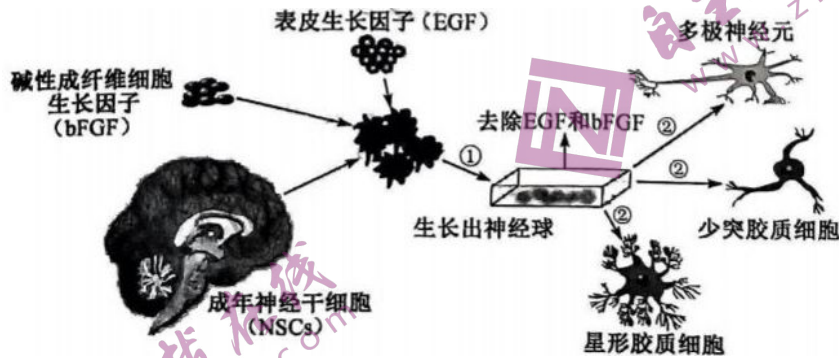 表皮生长因子(EGF)
多极神经元
碱性成纤维细胞
生长因子
(bFGF)
去除EGF和bFGF
②
①
②
生长出神经球
②
少突胶质细胞
成年神经干细胞
(NSCs)
星形胶质细胞